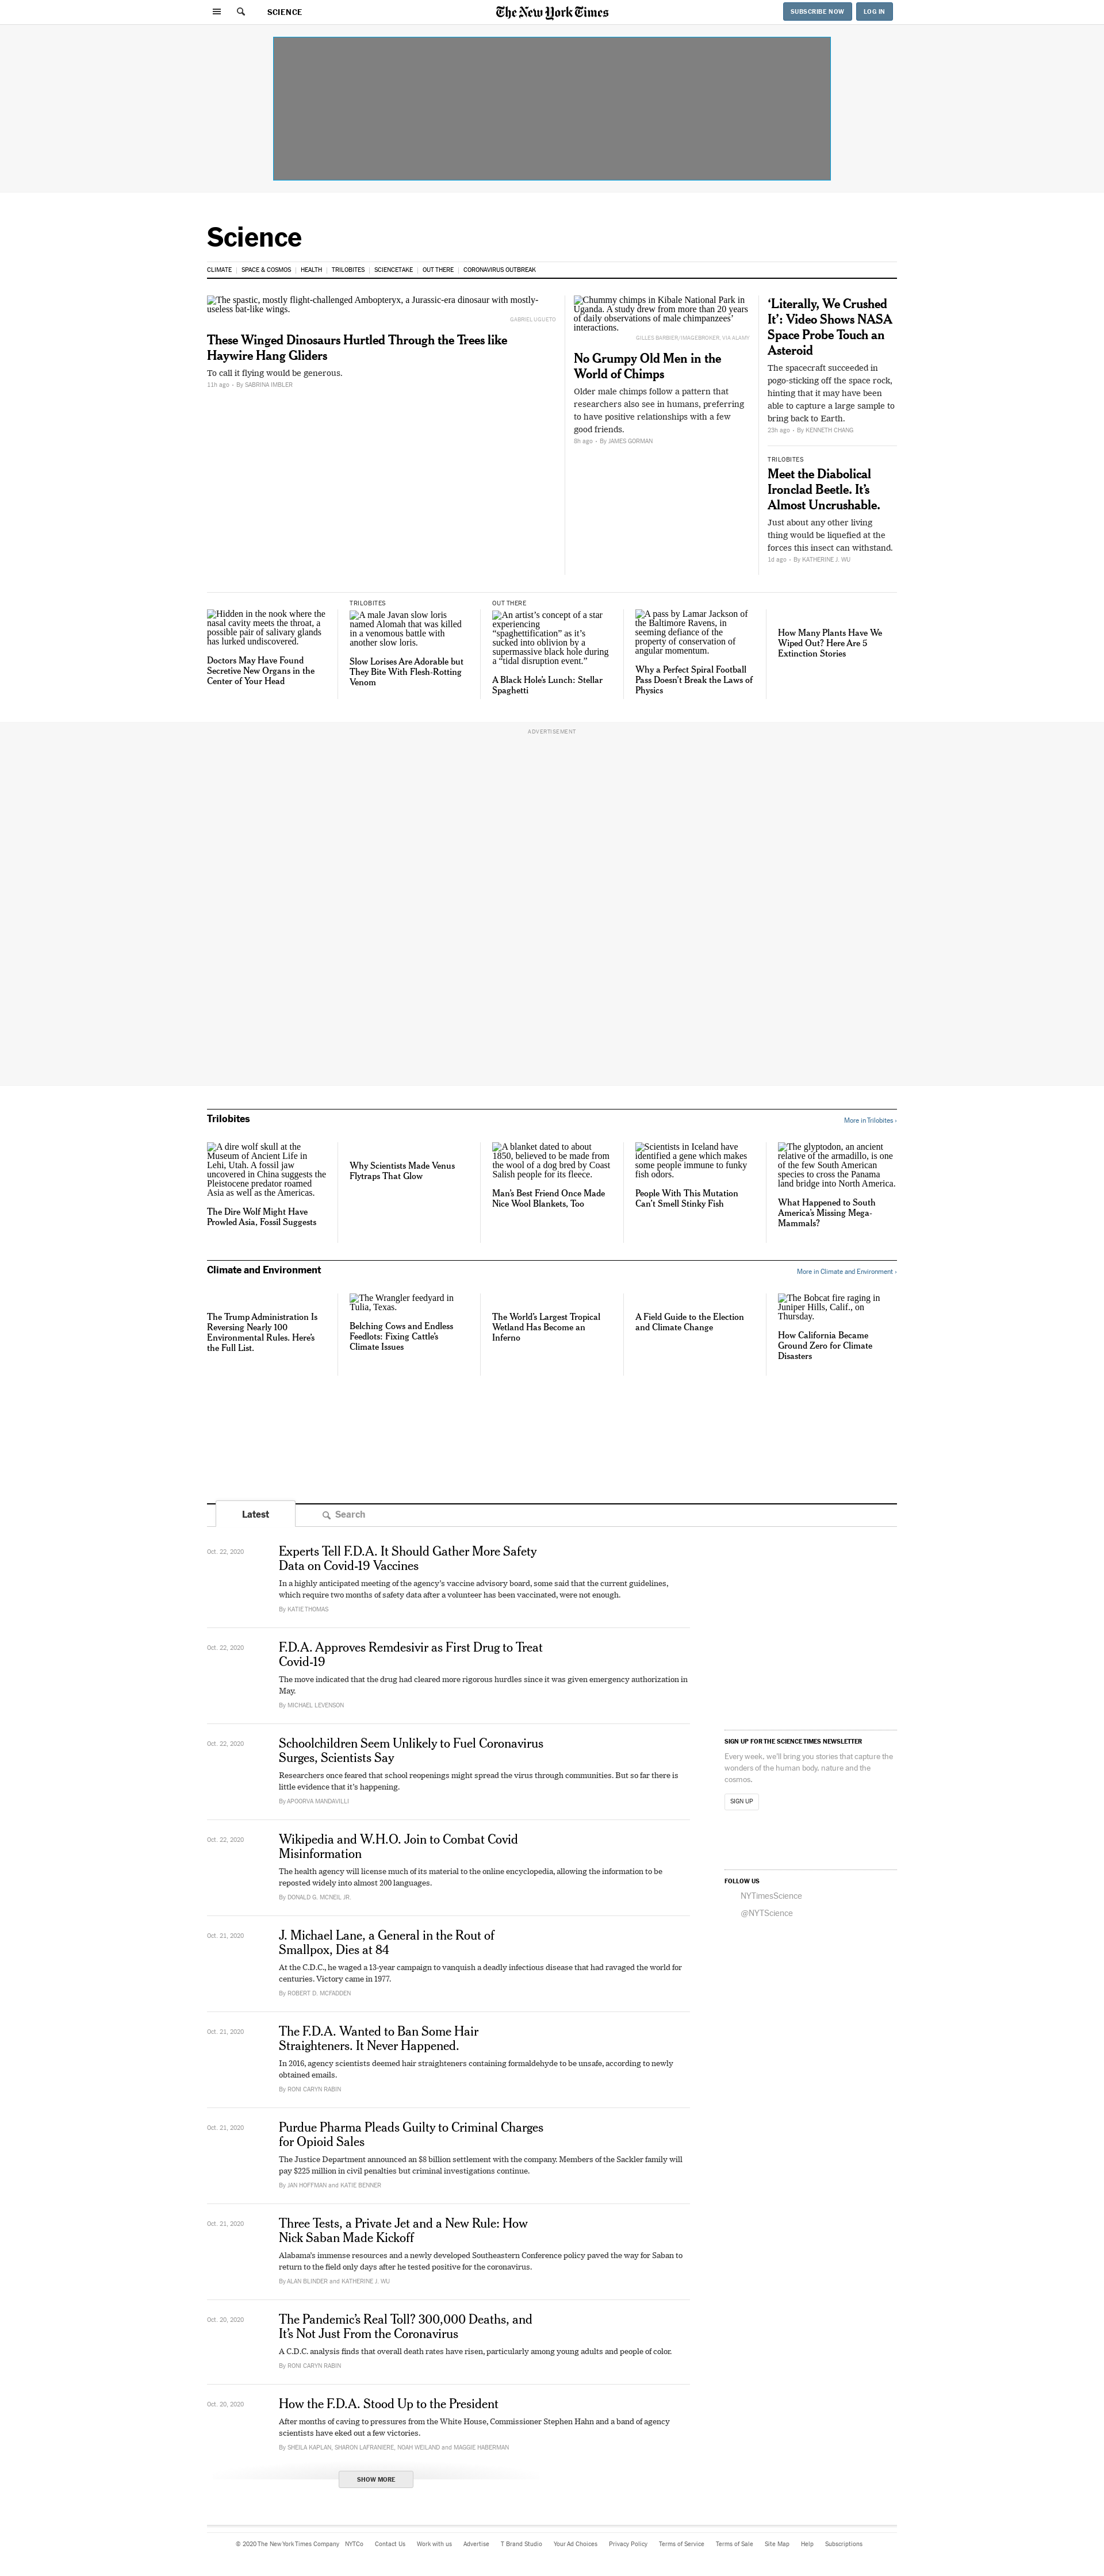 SCIENCE
The New York Times
SUBSCRIBE NOW
LOG IN
Science
CLIMATE
SPACE & COSMOS
HEALTH
TRILOBITES
SCIENCETAKE
OUT THERE
CORONAVIRUS OUTBREAK
The spastic, mostly flight-challenged Ambopteryx, a Jurassic-era dinosaur with mostly-
useless bat-like wings.
GABRIEL UGUETO
These Winged Dinosaurs Hurtled Through the Trees like
Haywire Hang Gliders
To call it flying would be generous.
11h ago - By SABRINA IMBLER
Chummy chimps in Kibale National Park in
Uganda. A study drew from more than 20 years
of daily observations of male chimpanzees’
interactions.
GILLES BARBIER/IMAGEBROKER, VIA ALAMY
No Grumpy Old Men in the
World of Chimps
Older male chimps follow a pattern that
researchers also see in humans, preferring
to have positive relationships with a few
good friends.
8h ago - By JAMES GORMAN
‘Literally, We Crushed
It’: Video Shows NASA
Space Probe Touch an
Asteroid
The spacecraft succeeded in
pogo-sticking off the space rock,
hinting that it may have been
able to capture a large sample to
bring back to Earth.
23h ago - By KENNETH CHANG
TRILOBITES
Meet the Diabolical
Ironclad Beetle. It’s
Almost Uncrushable.
Just about any other living
thing would be liquefied at the
forces this insect can withstand.
1d ago - By KATHERINE J. WU
Hidden in the nook where the
nasal cavity meets the throat, a
possible pair of salivary glands
has lurked undiscovered.
Doctors May Have Found
Secretive New Organs in the
Center of Your Head
TRILOBITES
A male Javan slow loris
named Alomah that was killed
in a venomous battle with
another slow loris.
Slow Lorises Are Adorable but
They Bite With Flesh-Rotting
Venom
OUT THERE
An artist’s concept of a star
experiencing
“spaghettification” as it’s
sucked into oblivion by a
supermassive black hole during
a “tidal disruption event.”
A Black Hole’s Lunch: Stellar
Spaghetti
A pass by Lamar Jackson of
the Baltimore Ravens, in
seeming defiance of the
property of conservation of
angular momentum.
Why a Perfect Spiral Football
Pass Doesn’t Break the Laws of
Physics
How Many Plants Have We
Wiped Out? Here Are 5
Extinction Stories
ADVERTISEMENT
Trilobites
More in Trilobites ›
A dire wolf skull at the
Museum of Ancient Life in
Lehi, Utah. A fossil jaw
uncovered in China suggests the
Pleistocene predator roamed
Asia as well as the Americas.
The Dire Wolf Might Have
Prowled Asia, Fossil Suggests
Why Scientists Made Venus
Flytraps That Glow
A blanket dated to about
1850, believed to be made from
the wool of a dog bred by Coast
Salish people for its fleece.
Man’s Best Friend Once Made
Nice Wool Blankets, Too
Scientists in Iceland have
identified a gene which makes
some people immune to funky
fish odors.
People With This Mutation
Can’t Smell Stinky Fish
The glyptodon, an ancient
relative of the armadillo, is one
of the few South American
species to cross the Panama
land bridge into North America.
What Happened to South
America’s Missing Mega-
Mammals?
Climate and Environment
More in Climate and Environment ›
The Trump Administration Is
Reversing Nearly 100
Environmental Rules. Here’s
the Full List.
The Wrangler feedyard in
Tulia, Texas.
Belching Cows and Endless
Feedlots: Fixing Cattle’s
Climate Issues
The World’s Largest Tropical
Wetland Has Become an
Inferno
A Field Guide to the Election
and Climate Change
The Bobcat fire raging in
Juniper Hills, Calif., on
Thursday.
How California Became
Ground Zero for Climate
Disasters
Latest
Search
Oct. 22, 2020
Experts Tell F.D.A. It Should Gather More Safety
Data on Covid-19 Vaccines
In a highly anticipated meeting of the agency’s vaccine advisory board, some said that the current guidelines,
which require two months of safety data after a volunteer has been vaccinated, were not enough.
By KATIE THOMAS
Oct. 22, 2020
F.D.A. Approves Remdesivir as First Drug to Treat
Covid-19
The move indicated that the drug had cleared more rigorous hurdles since it was given emergency authorization in
May.
By MICHAEL LEVENSON
Oct. 22, 2020
Schoolchildren Seem Unlikely to Fuel Coronavirus
Surges, Scientists Say
Researchers once feared that school reopenings might spread the virus through communities. But so far there is
little evidence that it’s happening.
By APOORVA MANDAVILLI
Oct. 22, 2020
Wikipedia and W.H.O. Join to Combat Covid
Misinformation
The health agency will license much of its material to the online encyclopedia, allowing the information to be
reposted widely into almost 200 languages.
By DONALD G. MCNEIL JR.
Oct. 21, 2020
J. Michael Lane, a General in the Rout of
Smallpox, Dies at 84
At the C.D.C., he waged a 13-year campaign to vanquish a deadly infectious disease that had ravaged the world for
centuries. Victory came in 1977.
By ROBERT D. MCFADDEN
Oct. 21, 2020
The F.D.A. Wanted to Ban Some Hair
Straighteners. It Never Happened.
In 2016, agency scientists deemed hair straighteners containing formaldehyde to be unsafe, according to newly
obtained emails.
By RONI CARYN RABIN
Oct. 21, 2020
Purdue Pharma Pleads Guilty to Criminal Charges
for Opioid Sales
The Justice Department announced an $8 billion settlement with the company. Members of the Sackler family will
pay $225 million in civil penalties but criminal investigations continue.
By JAN HOFFMAN and KATIE BENNER
Oct. 21, 2020
Three Tests, a Private Jet and a New Rule: How
Nick Saban Made Kickoff
Alabama’s immense resources and a newly developed Southeastern Conference policy paved the way for Saban to
return to the field only days after he tested positive for the coronavirus.
By ALAN BLINDER and KATHERINE J. WU
Oct. 20, 2020
The Pandemic’s Real Toll? 300,000 Deaths, and
It’s Not Just From the Coronavirus
A C.D.C. analysis finds that overall death rates have risen, particularly among young adults and people of color.
By RONI CARYN RABIN
Oct. 20, 2020
How the F.D.A. Stood Up to the President
After months of caving to pressures from the White House, Commissioner Stephen Hahn and a band of agency
scientists have eked out a few victories.
By SHEILA KAPLAN, SHARON LAFRANIERE, NOAH WEILAND and MAGGIE HABERMAN
SHOW MORE
SIGN UP FOR THE SCIENCE TIMES NEWSLETTER
Every week, we'll bring you stories that capture the
wonders of the human body, nature and the
cosmos.
SIGN UP
FOLLOW US
NYTimesScience
@NYTScience
© 2020 The New York Times Company
NYTCo
Contact Us
Work with us
Advertise
T Brand Studio
Your Ad Choices
Privacy Policy
Terms of Service
Terms of Sale
Site Map
Help
Subscriptions